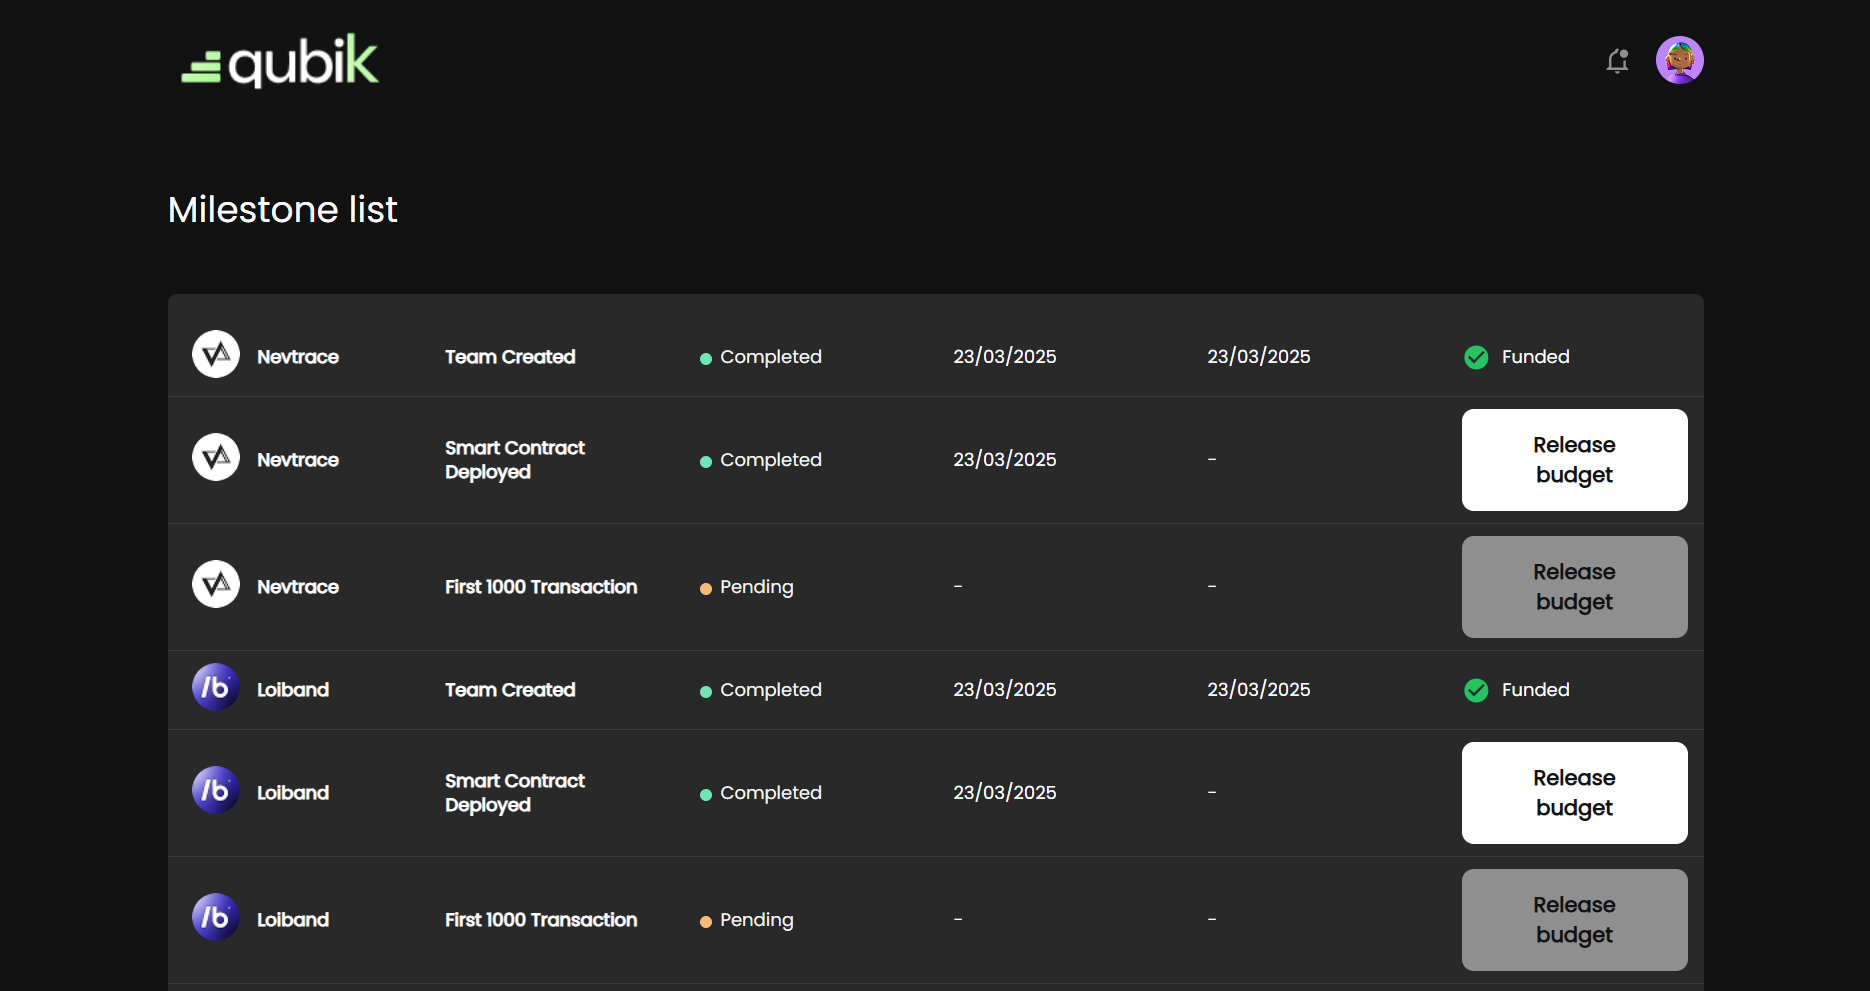 qubik
Milestone list
Nevtrace Team Created Completed 23/03/2025 23/03/2025 Funded
Nevtrace Smart Contract Deployed Completed 23/03/2025 - Release budget
Nevtrace First 1000 Transaction Pending - - Release budget
Loiband Team Created Completed 23/03/2025 23/03/2025 Funded
Loiband Smart Contract Deployed Completed 23/03/2025 - Release budget
Loiband First 1000 Transaction Pending - - Release budget